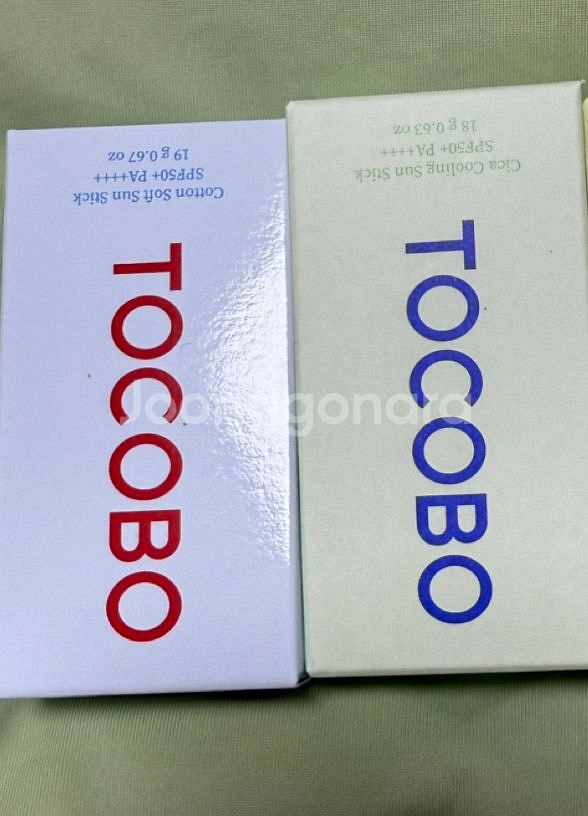 Cotton Soft Sun Stick
SPF50+ PA++++
19 g 0.67 oz
TOCOBO
Cica Cooling Sun Stick
SPF50+ PA++++
18 g 0.63 oz
TOCOBO
Joongonara